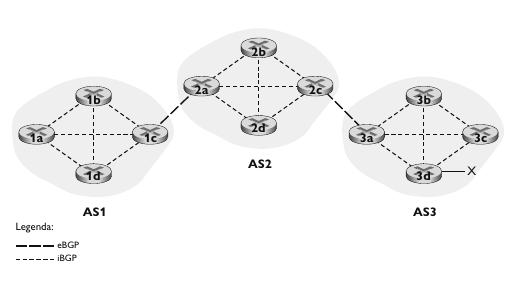 2b
2a
2c
2d
AS2
1b
1a
1c
1d
AS1
3b
3a
3c
3d
X
AS3
Legenda:
eBGP
iBGP